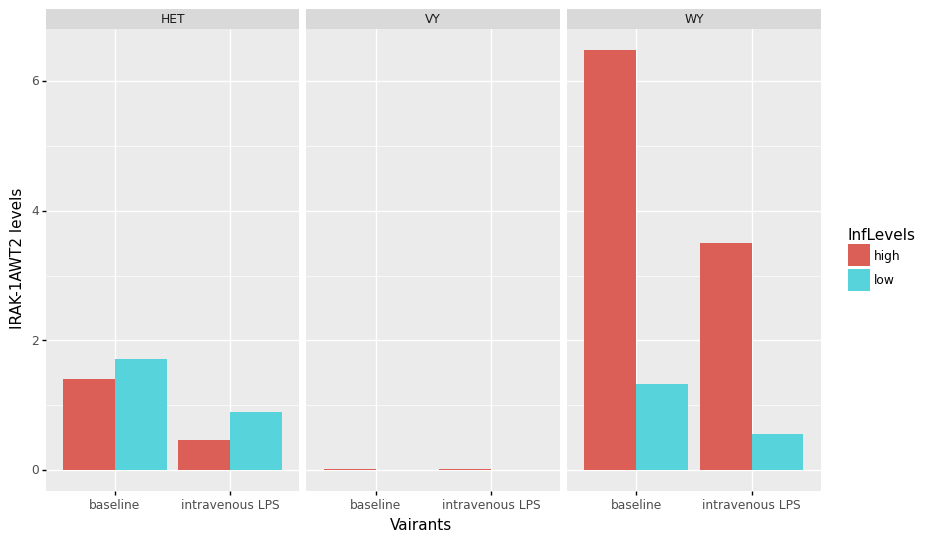 HET VY WY
IRAK-1AWT2 levels
6
4
2
0
baseline intravenous LPS baseline intravenous LPS baseline intravenous LPS
Vairants
InfLevels
high
low